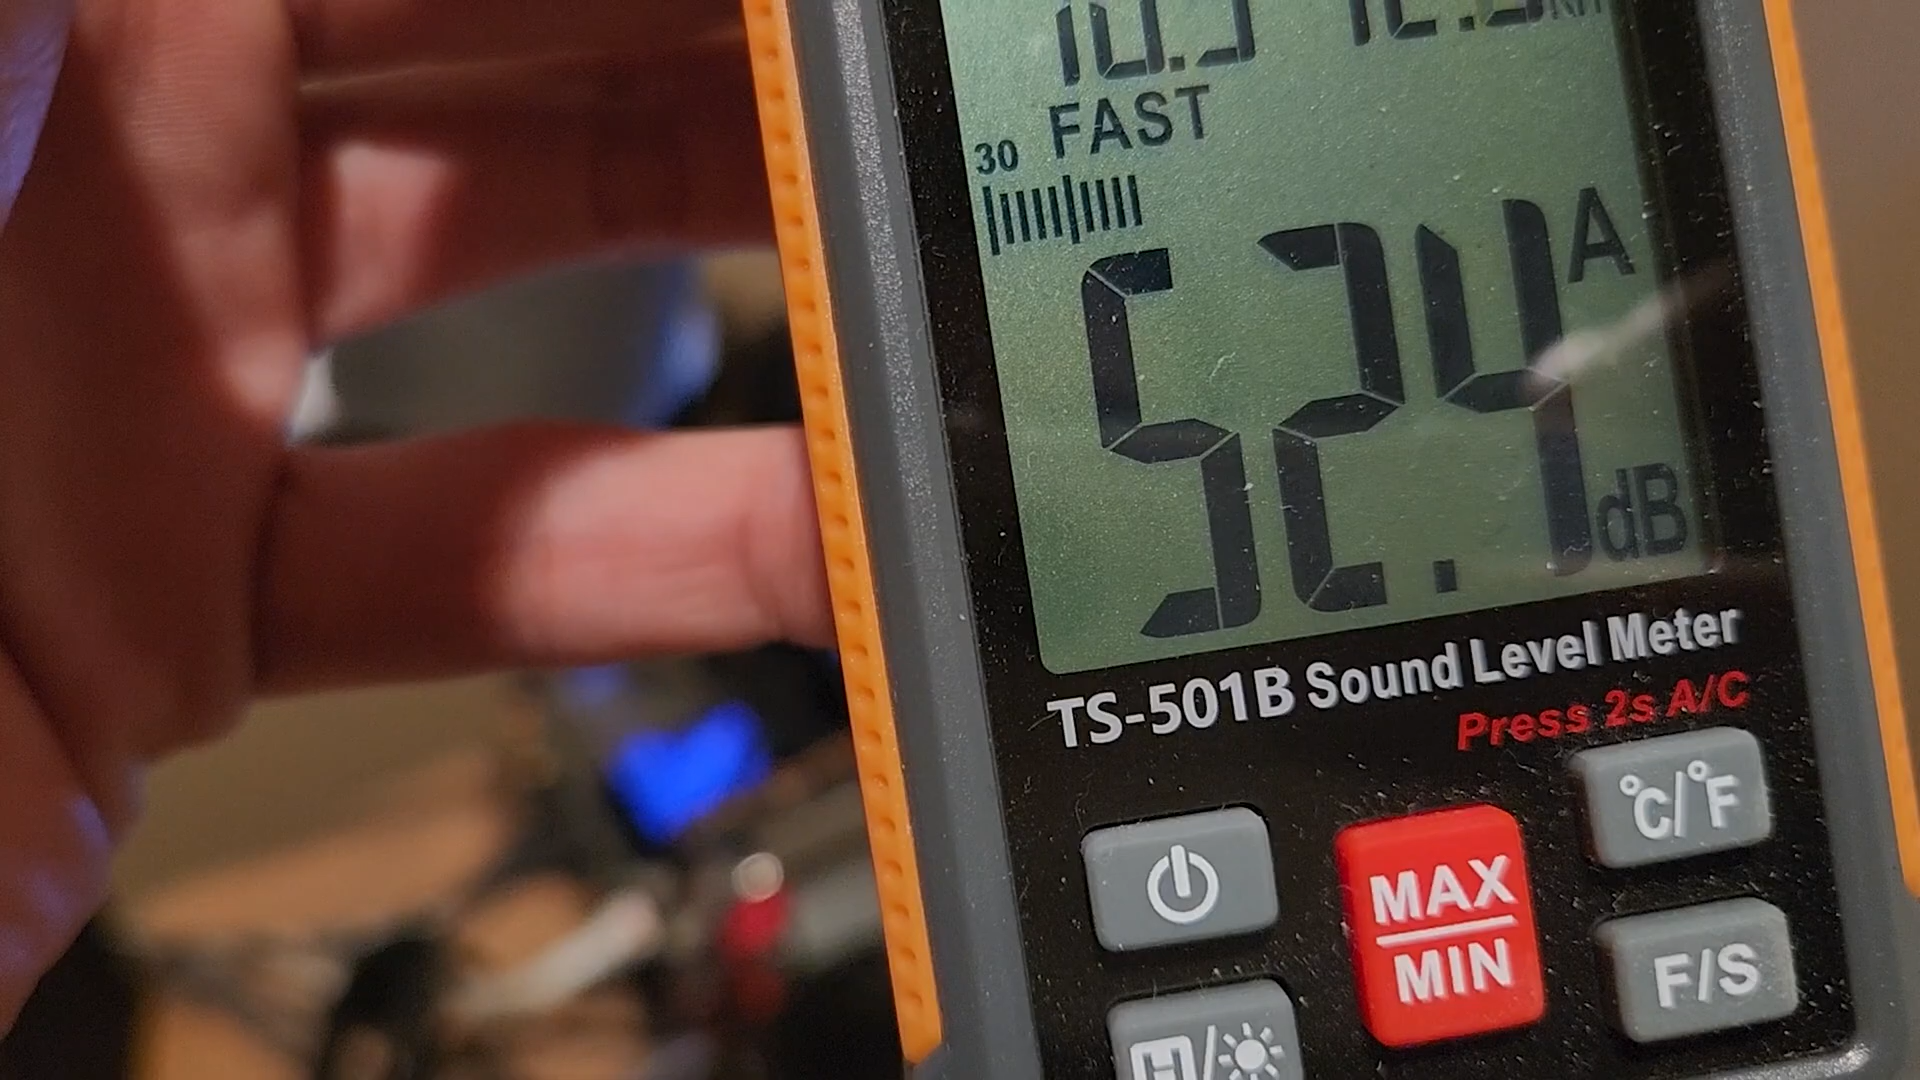 FAST
30
A
52.4
dB
TS-501B Sound Level Meter
Press 2s A/C
°C/°F
MAX
MIN
F/S
H/